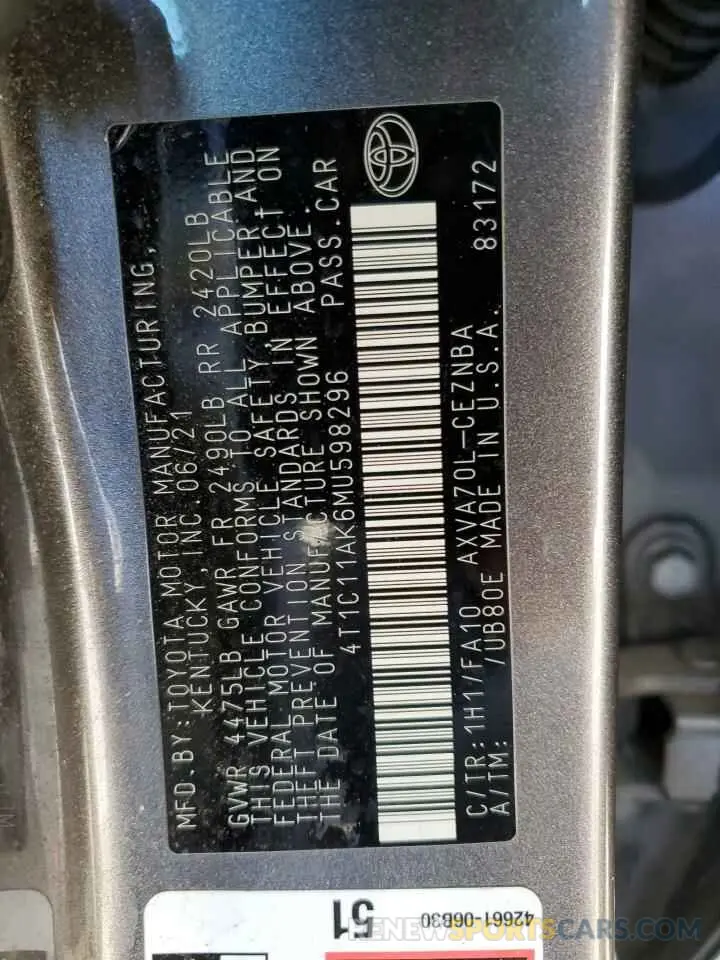 MFD.BY:TOYOTA MOTOR MANUFACTURING,
KENTUCKY,INC 06/21
GVWR 4475LB GAWR FR 2490LB RR 2420LB
THIS VEHICLE CONFORMS TO ALL APPLICABLE
FEDERAL MOTOR VEHICLE SAFETY,BUMPER,AND
THEFT PREVENTION STANDARDS IN EFFECT ON
THE DATE OF MANUFACTURE SHOWN ABOVE.
4T1C11AK6MU598296 PASS.CAR
C/TR:1H1/FA10 AXVA70L-CEZNBA 83172
A/TM: /UB80E MADE IN U.S.A.
51
42661-06B30
RENEWSPORTSCARS.COM